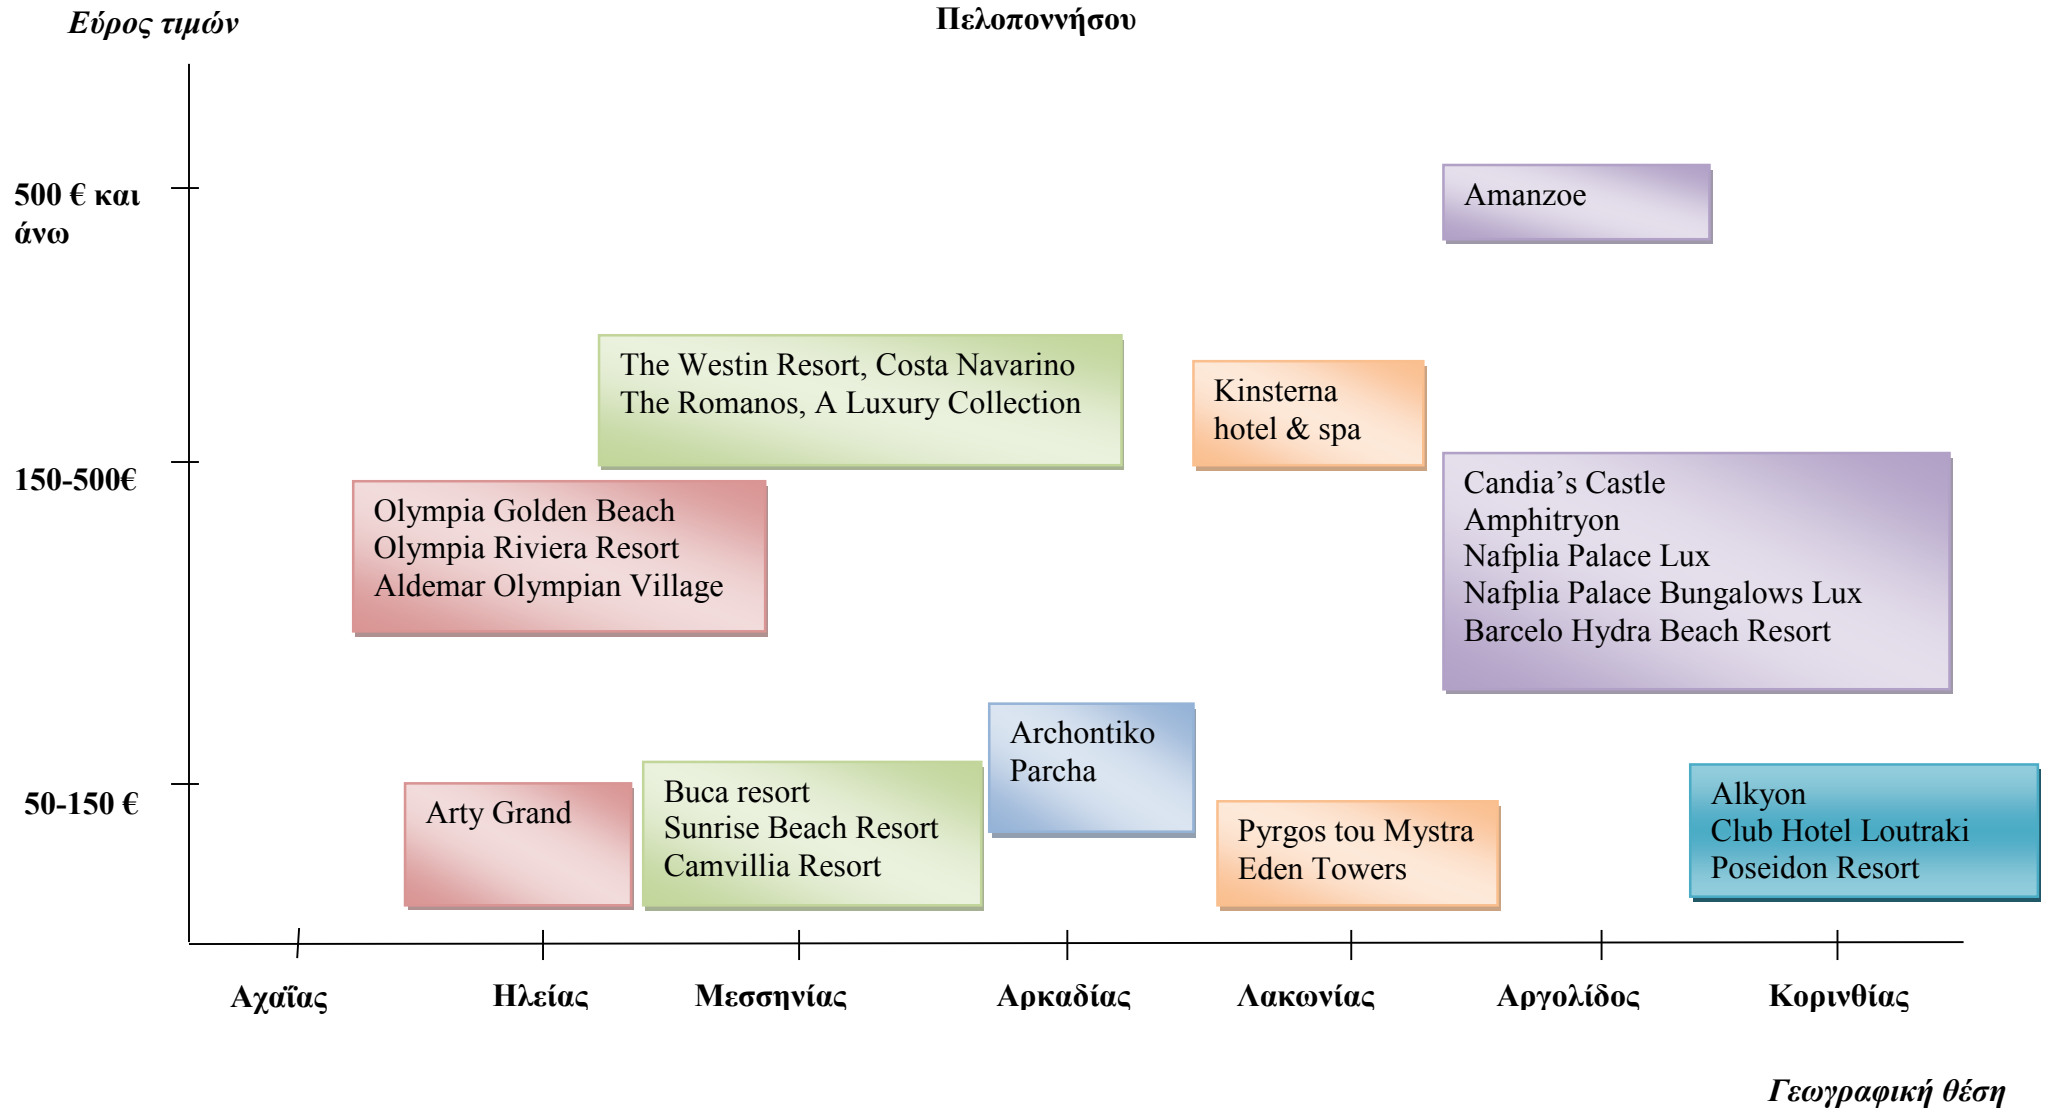 Εύρος τιμών
Πελοποννήσου
500 € και
άνω
Amanzoe
The Westin Resort, Costa Navarino
The Romanos, A Luxury Collection
Kinsterna
hotel & spa
150-500€
Olympia Golden Beach
Olympia Riviera Resort
Aldemar Olympian Village
Candia’s Castle
Amphitryon
Nafplia Palace Lux
Nafplia Palace Bungalows Lux
Barcelo Hydra Beach Resort
Archontiko
Parcha
50-150 €
Arty Grand
Buca resort
Sunrise Beach Resort
Camvillia Resort
Pyrgos tou Mystra
Eden Towers
Alkyon
Club Hotel Loutraki
Poseidon Resort
Αχαΐας
Ηλείας
Μεσσηνίας
Αρκαδίας
Λακωνίας
Αργολίδος
Κορινθίας
Γεωγραφική θέση